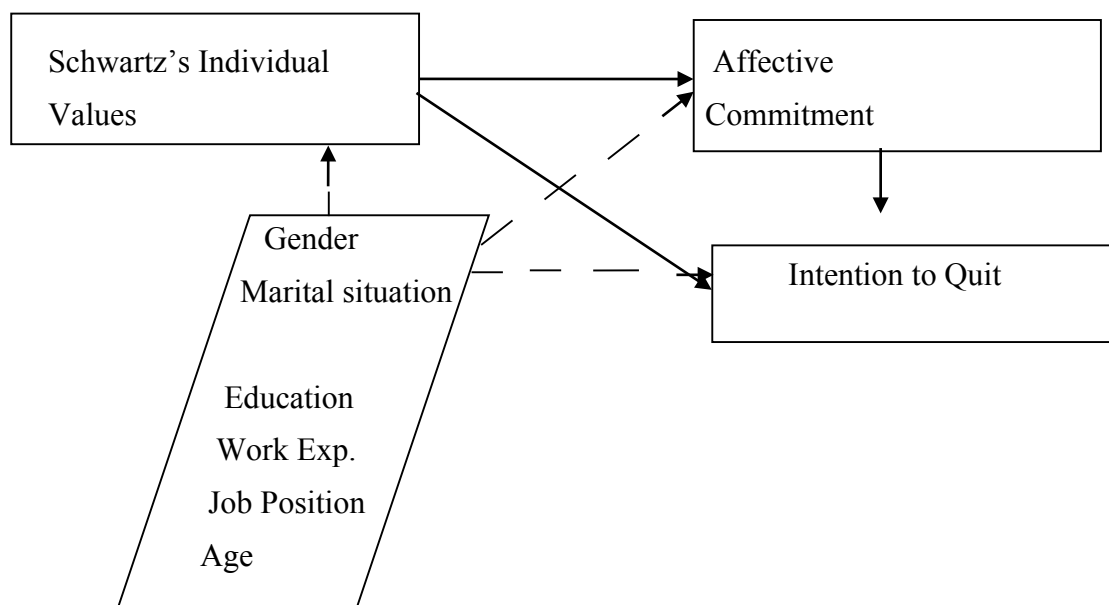 Schwartz’s Individual
Values
Affective
Commitment
Gender
Marital situation
Intention to Quit
Education
Work Exp.
Job Position
Age